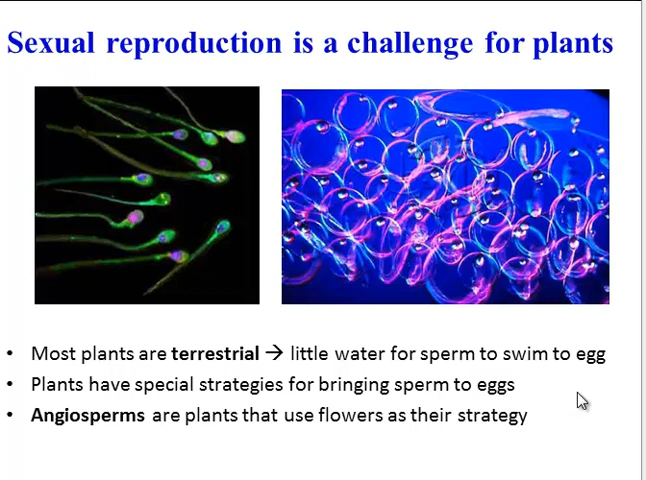 Sexual reproduction is a challenge for plants
• Most plants are terrestrial → little water for sperm to swim to egg
• Plants have special strategies for bringing sperm to eggs
• Angiosperms are plants that use flowers as their strategy